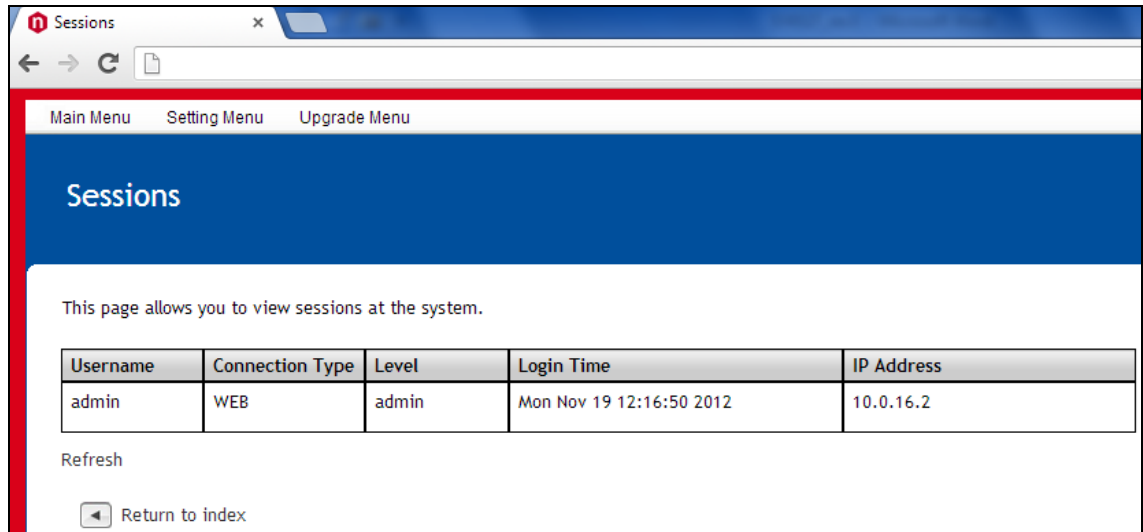 Sessions
Main Menu Setting Menu Upgrade Menu
Sessions
This page allows you to view sessions at the system.
Username Connection Type Level Login Time IP Address
admin WEB admin Mon Nov 19 12:16:50 2012 10.0.16.2
Refresh
Return to index